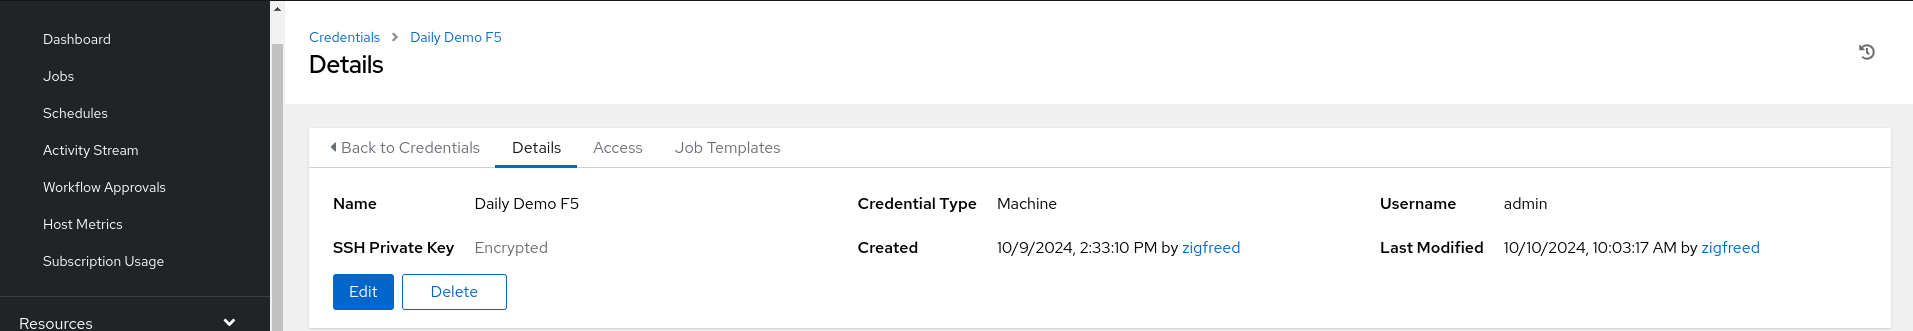 Dashboard
Jobs
Schedules
Activity Stream
Workflow Approvals
Host Metrics
Subscription Usage
Resources
Credentials > Daily Demo F5
Details
Back to Credentials Details Access Job Templates
Name Daily Demo F5 Credential Type Machine Username admin
SSH Private Key Encrypted Created 10/9/2024, 2:33:10 PM by zigfreed Last Modified 10/10/2024, 10:03:17 AM by zigfreed
Edit Delete